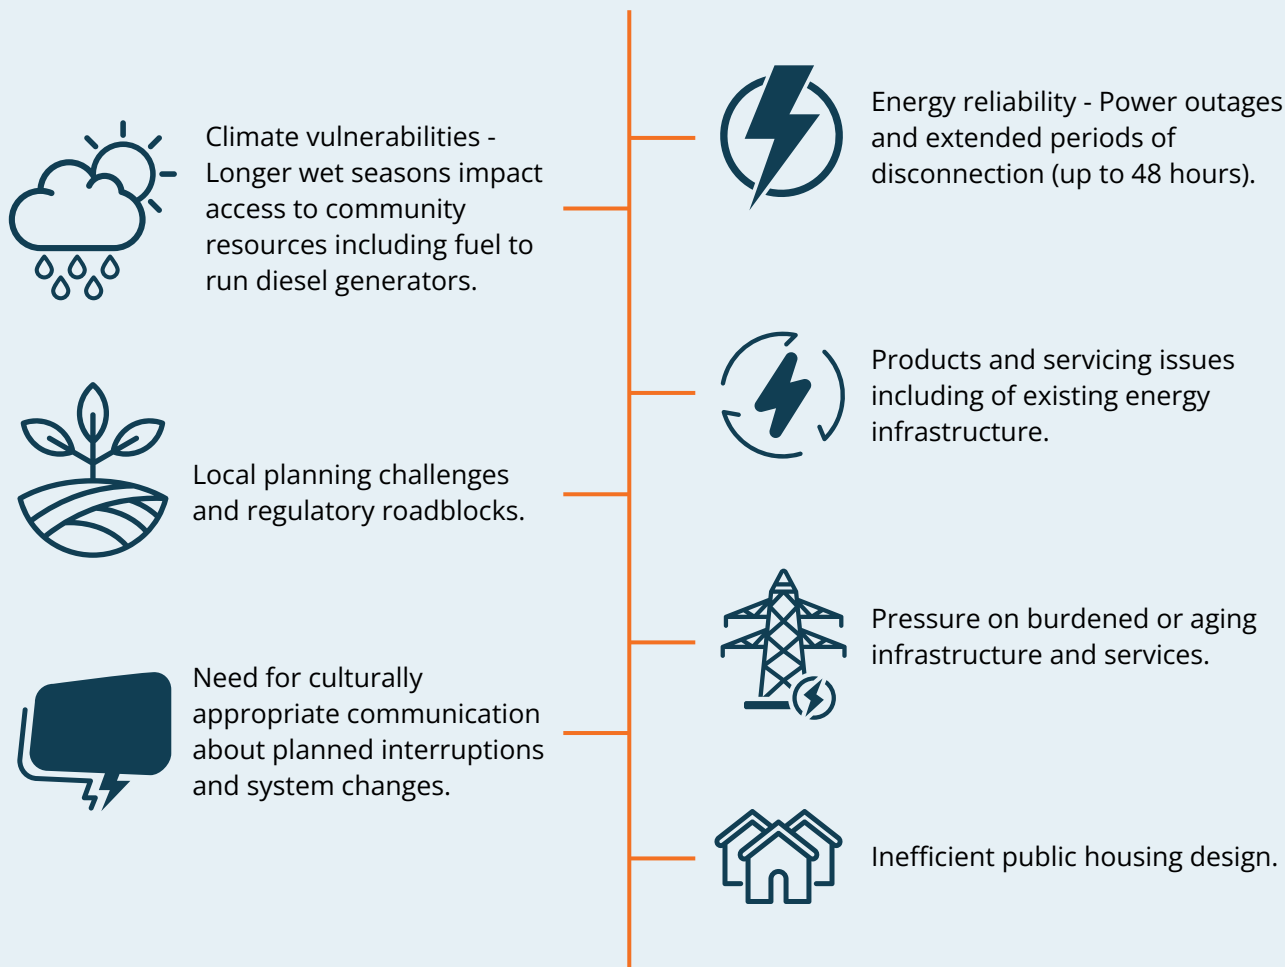 Climate vulnerabilities -
Longer wet seasons impact
access to community
resources including fuel to
run diesel generators.
Local planning challenges
and regulatory roadblocks.
Need for culturally
appropriate communication
about planned interruptions
and system changes.
Energy reliability - Power outages
and extended periods of
disconnection (up to 48 hours).
Products and servicing issues
including of existing energy
infrastructure.
Pressure on burdened or aging
infrastructure and services.
Inefficient public housing design.